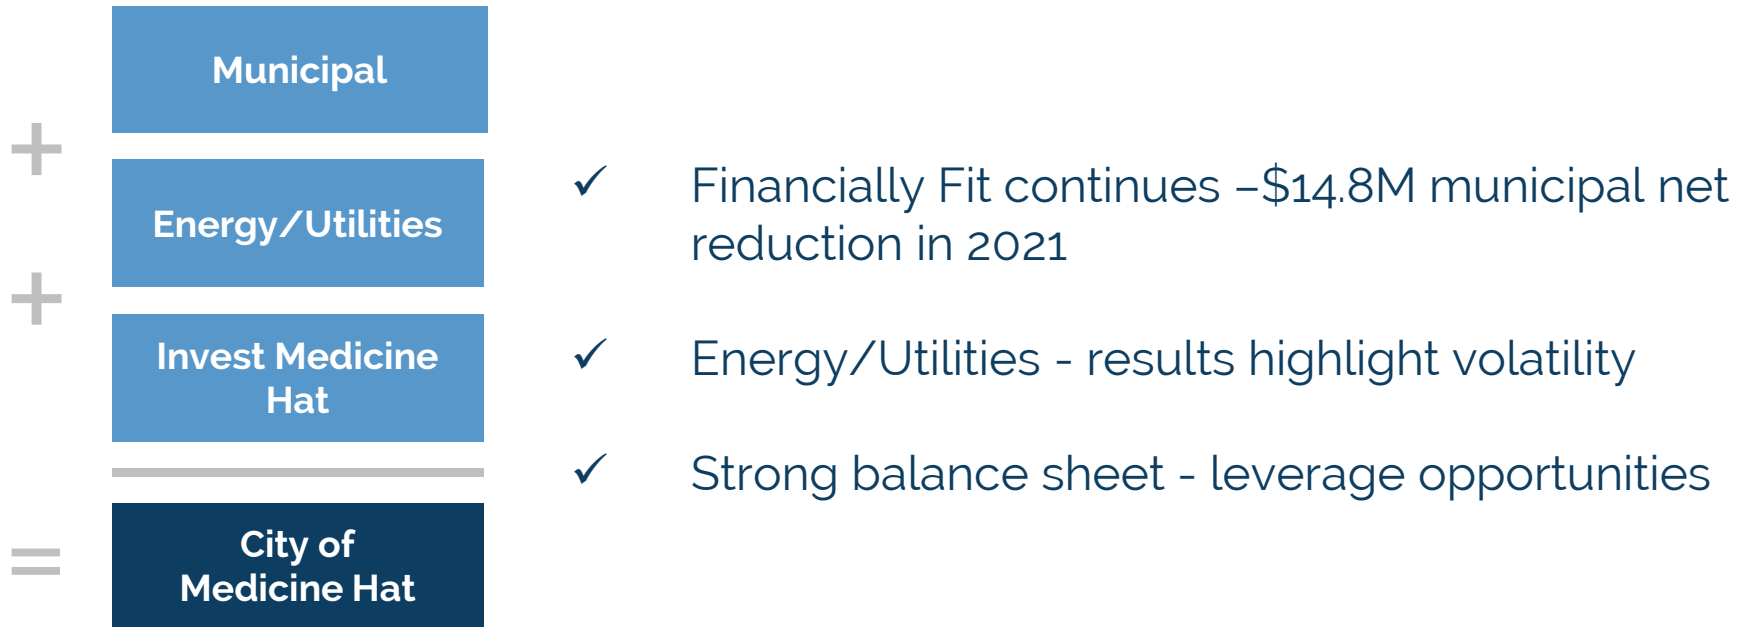 Municipal
+
Energy/Utilities
+
Invest Medicine
Hat
=
City of
Medicine Hat
✓ Financially Fit continues –$14.8M municipal net
reduction in 2021
✓ Energy/Utilities - results highlight volatility
✓ Strong balance sheet - leverage opportunities